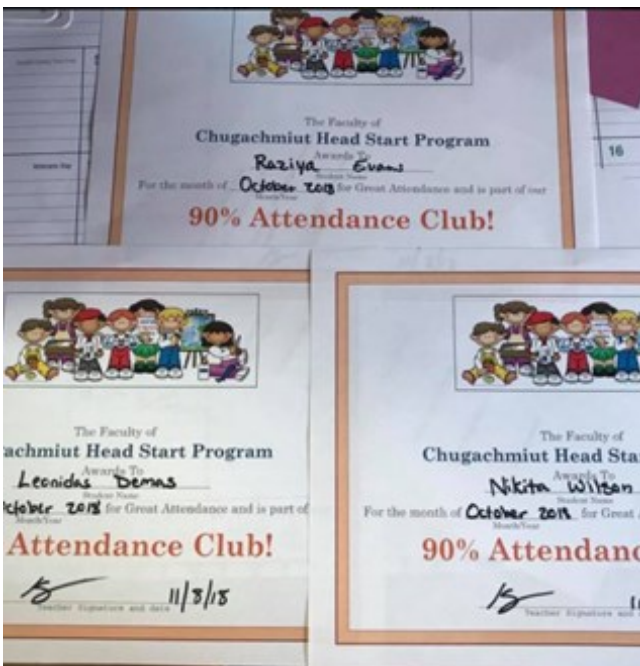 The Faculty of
Chugachmiut Head Start Program
Awards To
Raziya Evans
Student Name
For the month of October 2018 for Great Attendance and is part of our
Month/Year
90% Attendance Club!
16
The Faculty of
achmiut Head Start Program
Awards To
Leonidas Demas
Student Name
October 2018 for Great Attendance and is part of
Month/Year
Attendance Club!
11/8/18
Teacher Signature and date
The Faculty of
Chugachmiut Head Star
Awards To
Nikita Wilson
Student Name
For the month of October 2018 for Great
Month/Year
90% Attendanc
Teacher Signature and